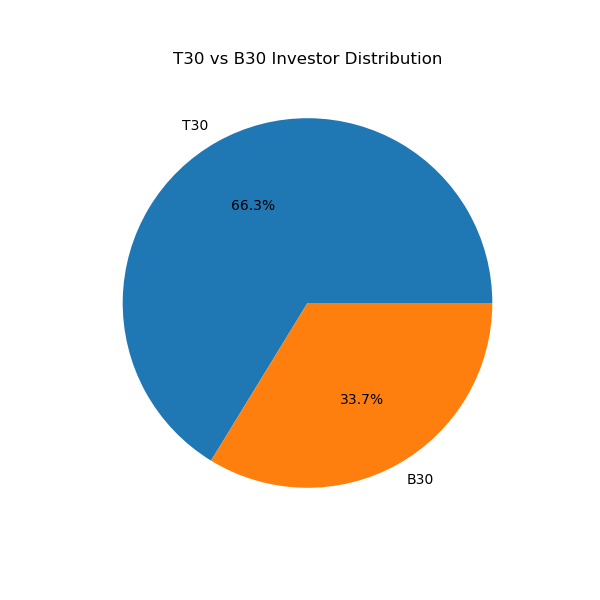 T30 vs B30 Investor Distribution
T30
66.3%
33.7%
B30